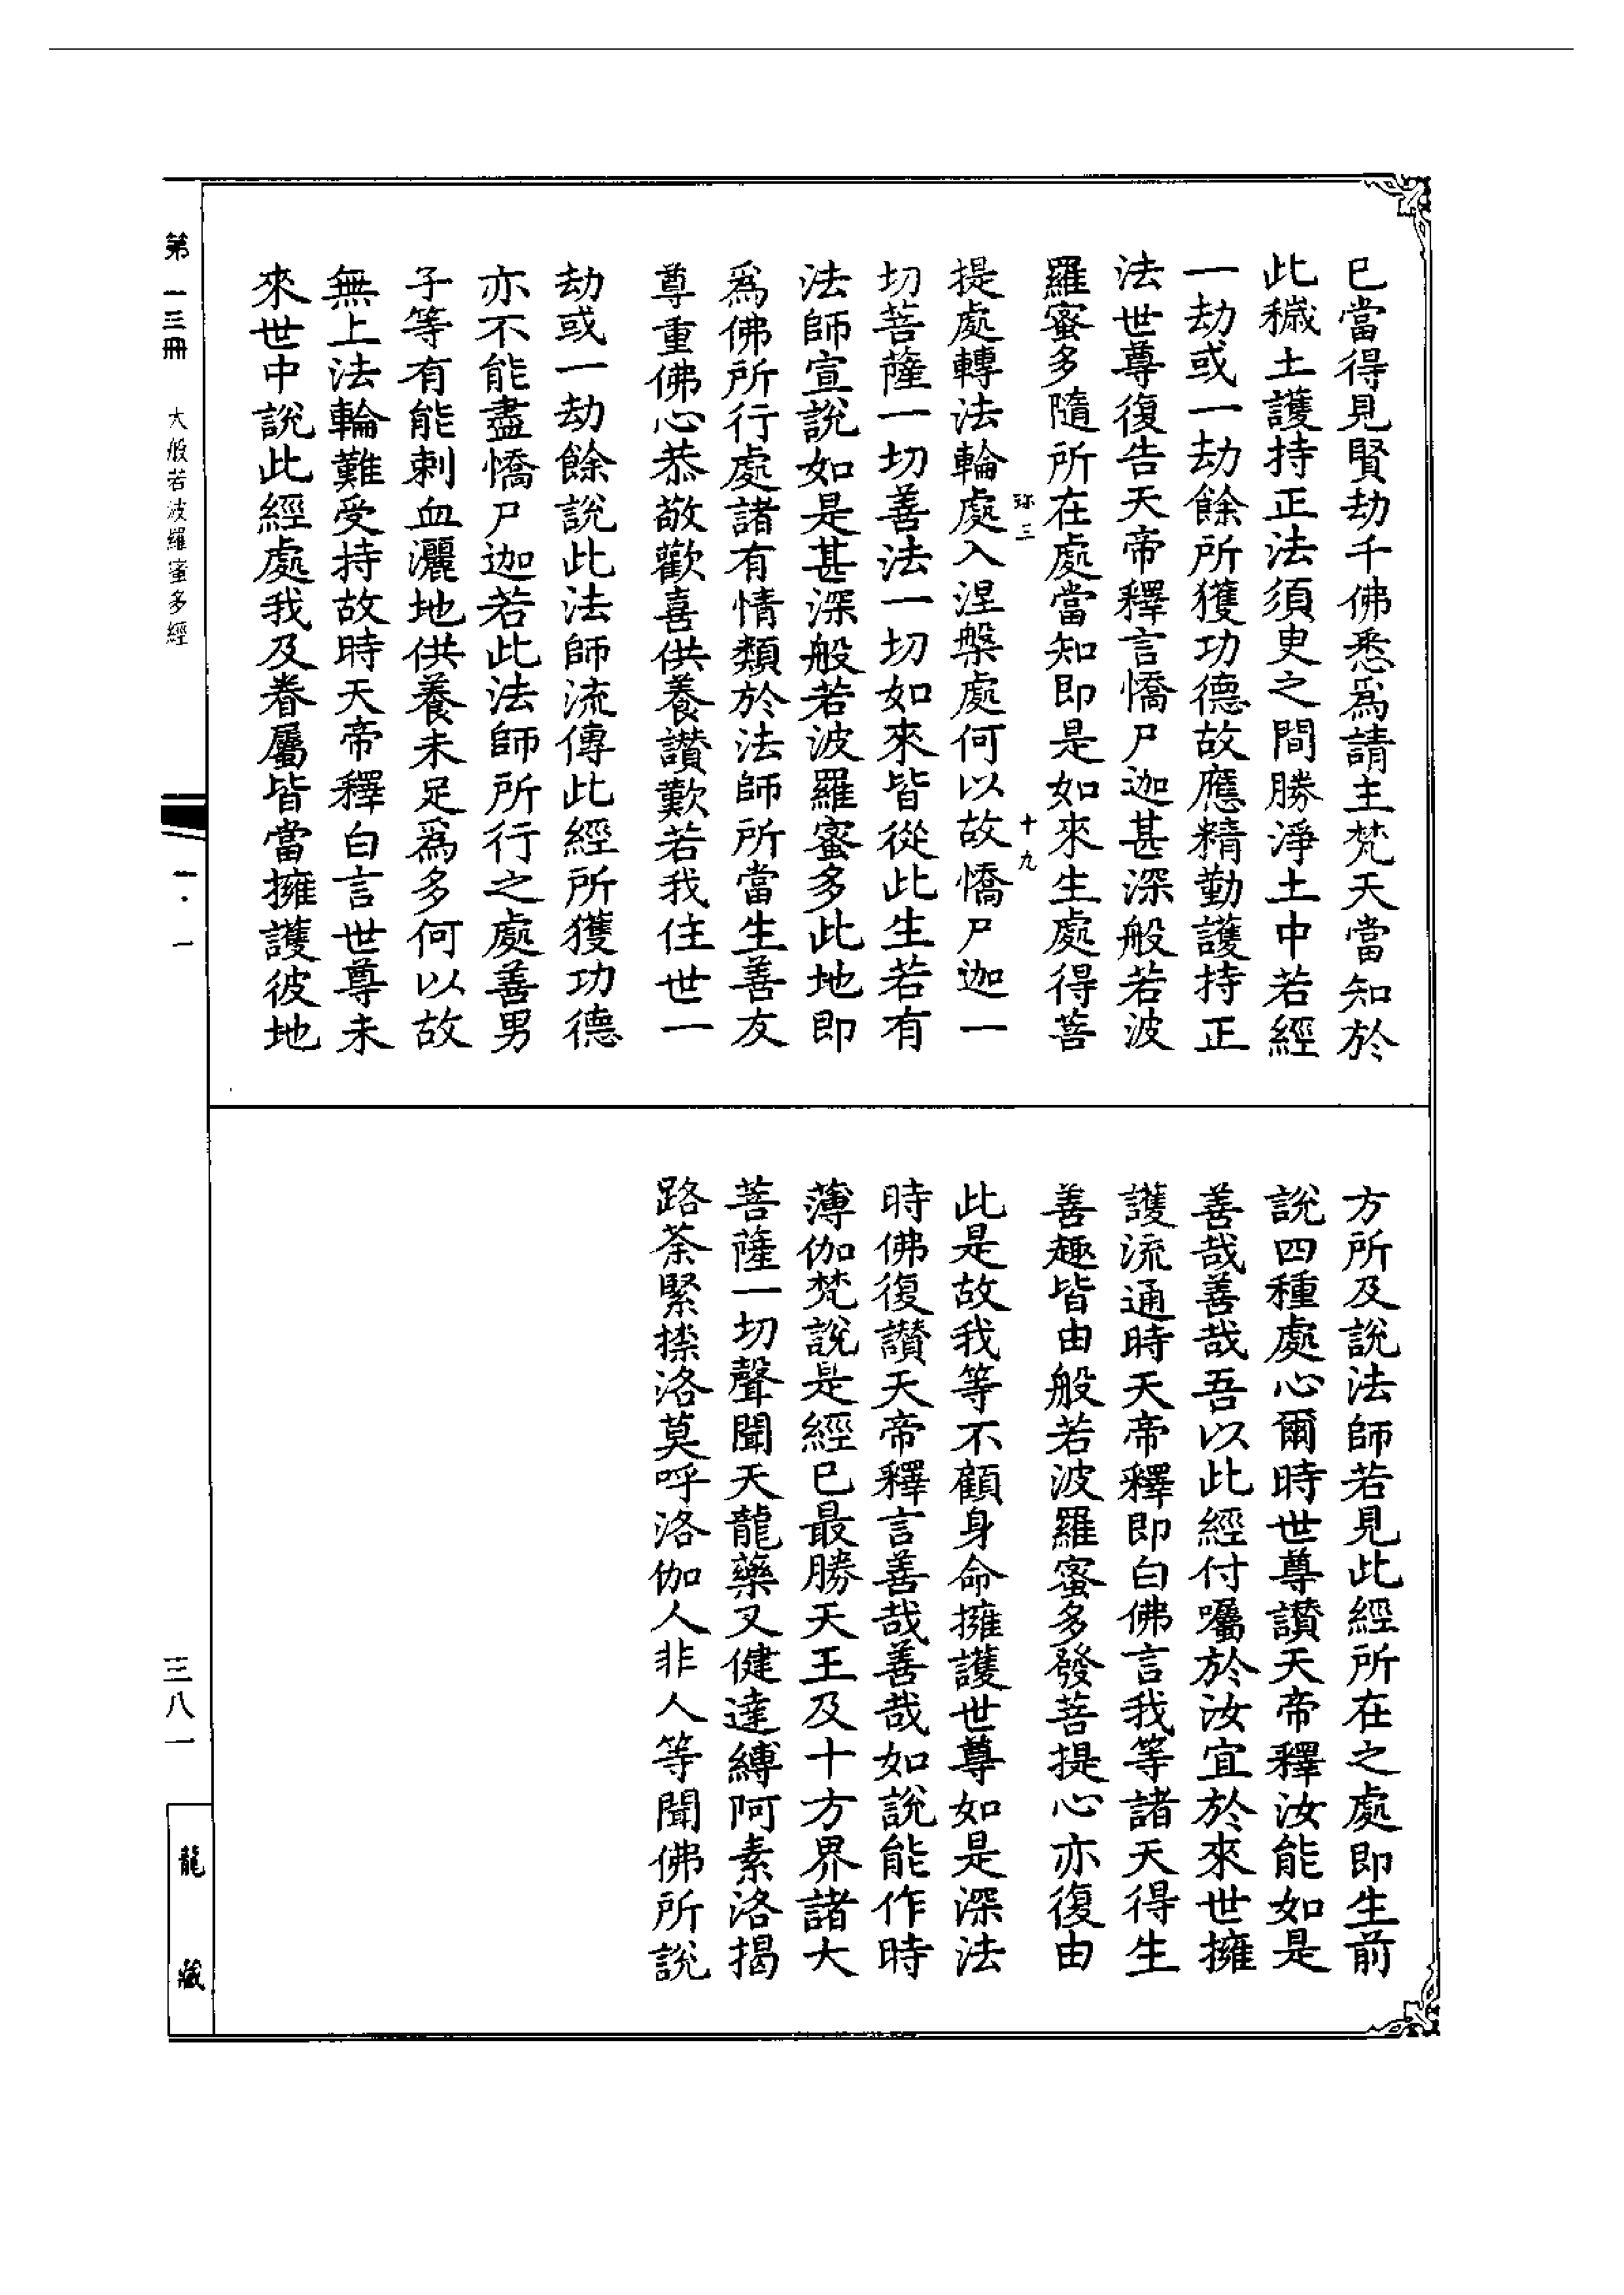 已當得見賢劫千佛悉爲請主梵天當知於
此穢土護持正法須臾之間勝淨土中若經
一劫或一劫餘所獲功德故應精勤護持正
法世尊復告天帝釋言憍尸迦甚深般若波
羅蜜多隨所在處當知即是如來生處得菩
珎三 十九
提處轉法輪處入涅槃處何以故憍尸迦一
切菩薩一切善法一切如來皆從此生若有
法師宣說如是甚深般若波羅蜜多此地即
爲佛所行處諸有情類於法師所當生善友
尊重佛心恭敬歡喜供養讚歎若我住世一
劫或一劫餘說此法師流傳此經所獲功德
亦不能盡憍尸迦若此法師所行之處善男
子等有能刺血灑地供養未足爲多何以故
無上法輪難受持故時天帝釋白言世尊未
來世中說此經處我及眷屬皆當擁護彼地
方所及說法師若見此經所在之處即生前
說四種處心爾時世尊讚天帝釋汝能如是
善哉善哉吾以此經付囑於汝宜於來世擁
護流通時天帝釋即白佛言我等諸天得生
善趣皆由般若波羅蜜多發菩提心亦復由
此是故我等不顧身命擁護世尊如是深法
時佛復讚天帝釋言善哉善哉如說能作時
薄伽梵說是經已最勝天王及十方界諸大
菩薩一切聲聞天龍藥叉健達縛阿素洛揭
路荼緊捺洛莫呼洛伽人非人等聞佛所說
第一三冊 大般若波羅蜜多經 一·一 三八一 龍藏